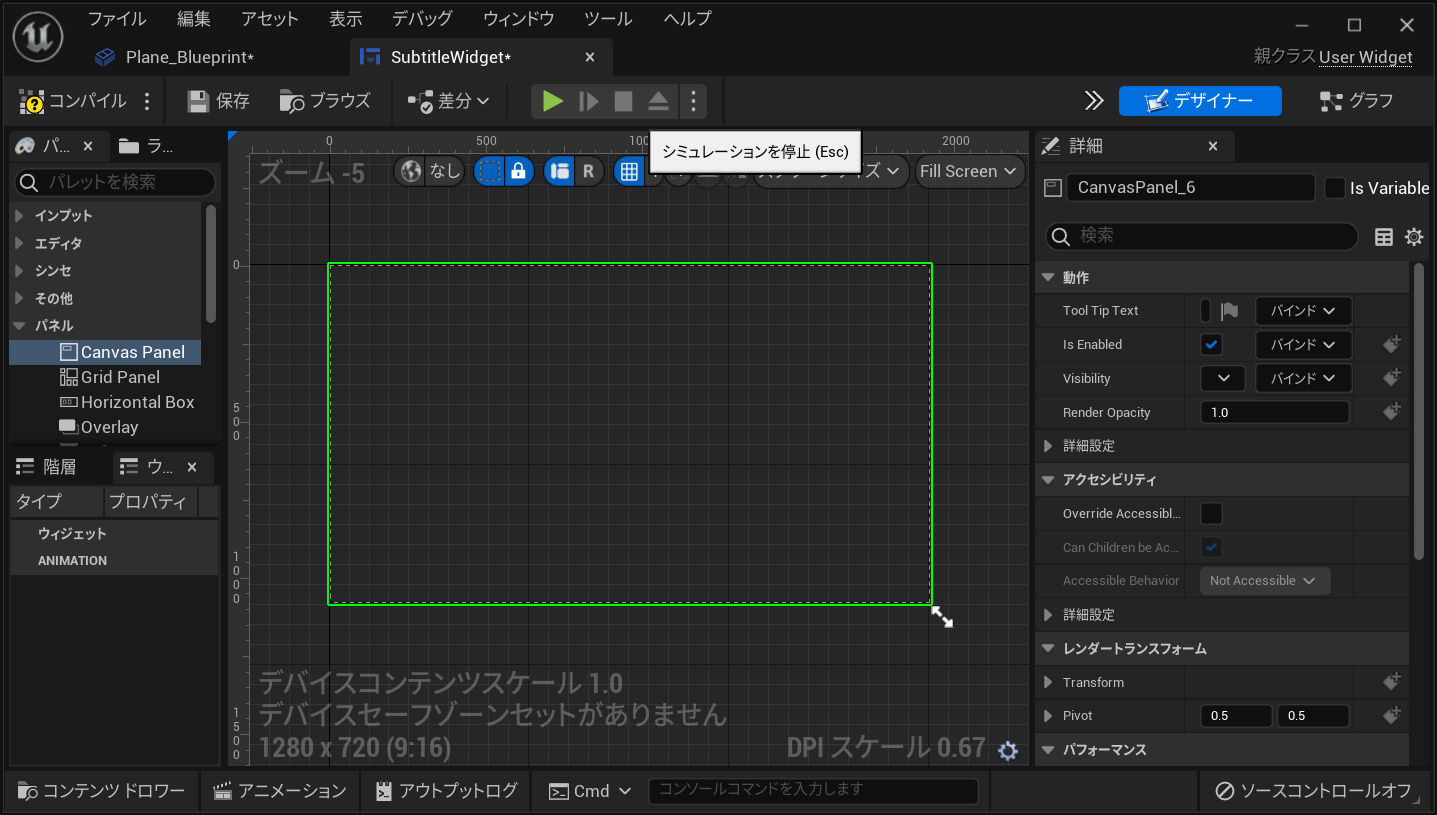 ファイル 編集 アセット 表示 デバッグ ウィンドウ ツール ヘルプ
Plane_Blueprint*
SubtitleWidget*
親クラス User Widget
コンパイル
保存
ブラウズ
差分
デザイナー
グラフ
パ...
ラ...
パレットを検索
インプット
エディタ
シンセ
その他
パネル
Canvas Panel
Grid Panel
Horizontal Box
Overlay
階層
ウ...
タイプ プロパティ
ウィジェット
ANIMATION
0 500 2000
シミュレーションを停止 (Esc)
ズーム -5
なし
R
Fill Screen
0
500
1000
1500
デバイスコンテンツスケール 1.0
デバイスセーフゾーンセットがありません
1280 x 720 (9:16)
DPI スケール 0.67
詳細
CanvasPanel_6
Is Variable
検索
動作
Tool Tip Text バインド
Is Enabled バインド
Visibility バインド
Render Opacity 1.0
詳細設定
アクセシビリティ
Override Accessibl...
Can Children be Ac...
Accessible Behavior Not Accessible
詳細設定
レンダートランスフォーム
Transform
Pivot 0.5 0.5
パフォーマンス
コンテンツ ドロワー
アニメーション
アウトプットログ
Cmd
コンソールコマンドを入力します
ソースコントロールオフ